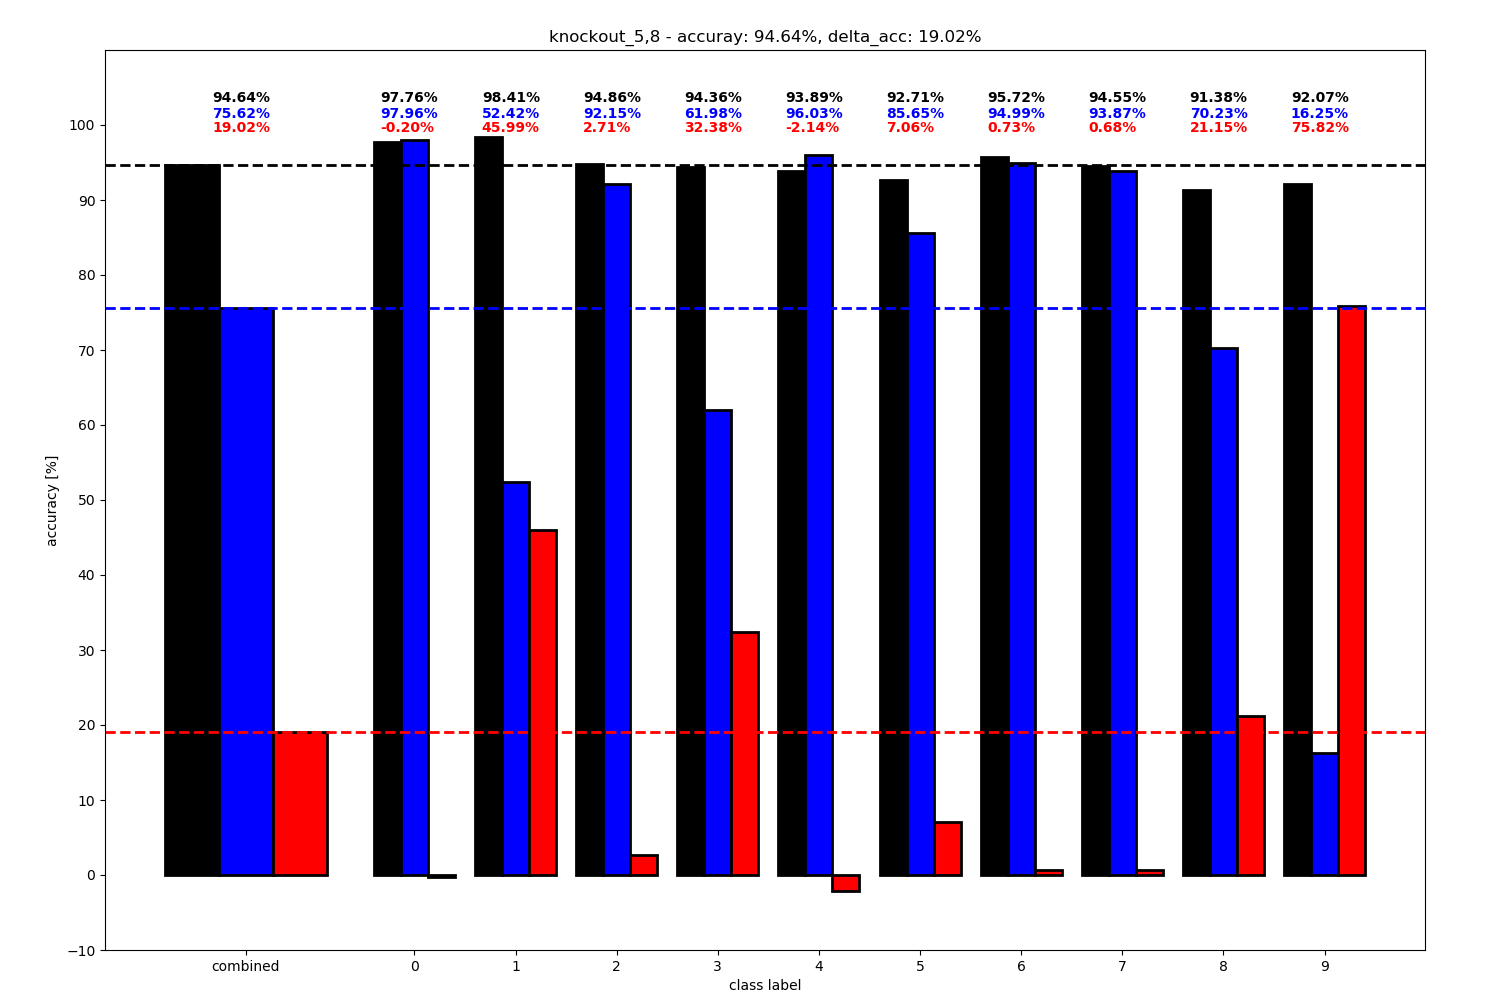 knockout_5,8 - accuray: 94.64%, delta_acc: 19.02%
94.64% 97.76% 98.41% 94.86% 94.36% 93.89% 92.71% 95.72% 94.55% 91.38% 92.07%
75.62% 97.96% 52.42% 92.15% 61.98% 96.03% 85.65% 94.99% 93.87% 70.23% 16.25%
19.02% -0.20% 45.99% 2.71% 32.38% -2.14% 7.06% 0.73% 0.68% 21.15% 75.82%
100
90
80
70
60
50
40
30
20
10
0
−10
accuracy [%]
combined 0 1 2 3 4 5 6 7 8 9
class label